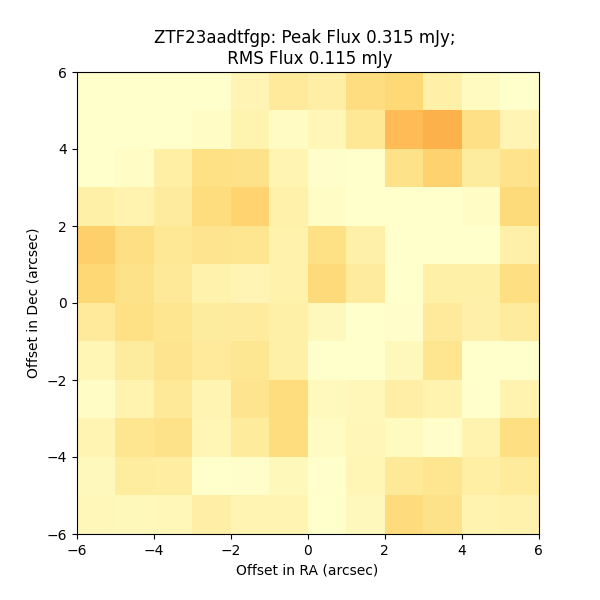 ZTF23aadtfgp: Peak Flux 0.315 mJy;
RMS Flux 0.115 mJy
6
4
2
0
−2
−4
−6
Offset in Dec (arcsec)
−6 −4 −2 0 2 4 6
Offset in RA (arcsec)